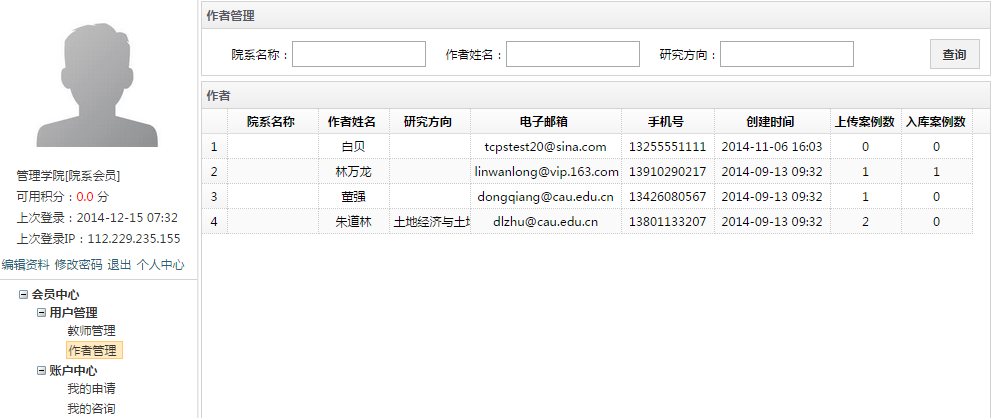 管理学院[院系会员]
可用积分：0.0 分
上次登录：2014-12-15 07:32
上次登录IP：112.229.235.155
编辑资料 修改密码 退出 个人中心
会员中心
用户管理
教师管理
作者管理
账户中心
我的申请
我的咨询
作者管理
院系名称： 作者姓名： 研究方向： 查询
作者
院系名称 作者姓名 研究方向 电子邮箱 手机号 创建时间 上传案例数 入库案例数
1 白贝 tcpstest20@sina.com 13255551111 2014-11-06 16:03 0 0
2 林万龙 linwanlong@vip.163.com 13910290217 2014-09-13 09:32 1 1
3 董强 dongqiang@cau.edu.cn 13426080567 2014-09-13 09:32 1 0
4 朱道林 土地经济与土地 dlzhu@cau.edu.cn 13801133207 2014-09-13 09:32 2 0